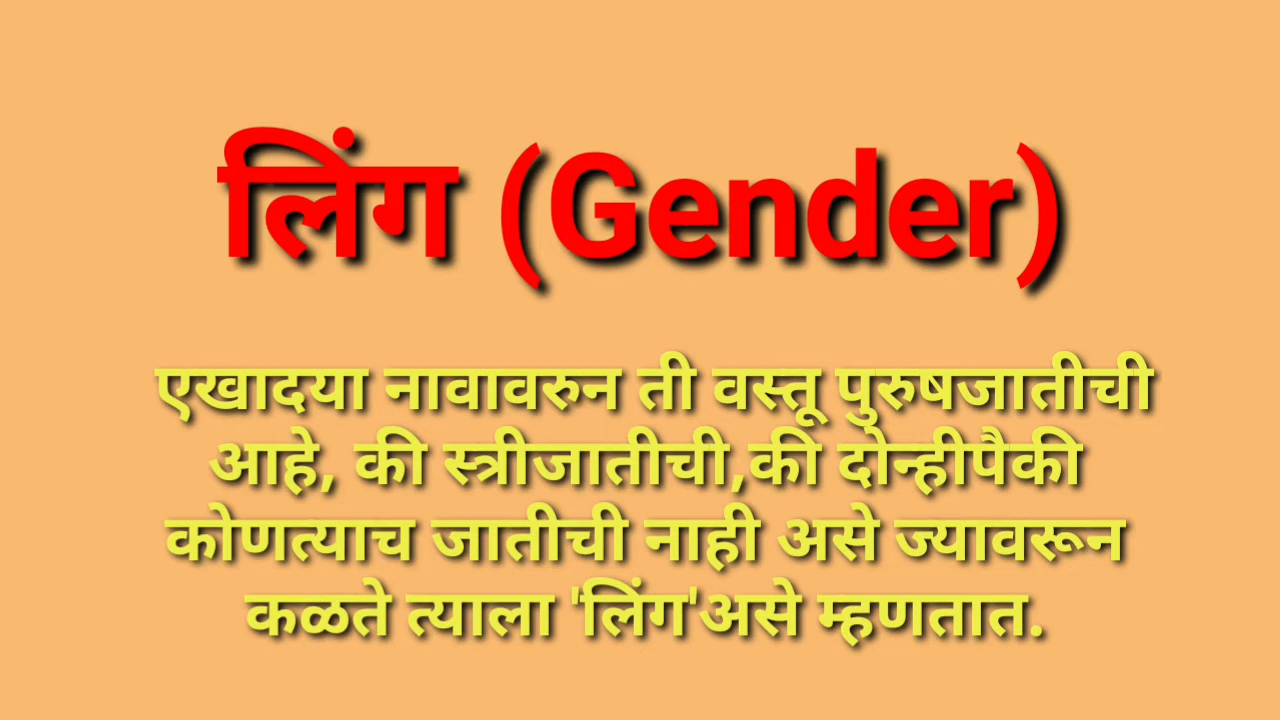 लिंग (Gender)
एखादया नावावरुन ती वस्तू पुरुषजातीची
आहे, की स्त्रीजातीची,की दोन्हीपैकी
कोणत्याच जातीची नाही असे ज्यावरून
कळते त्याला 'लिंग'असे म्हणतात.